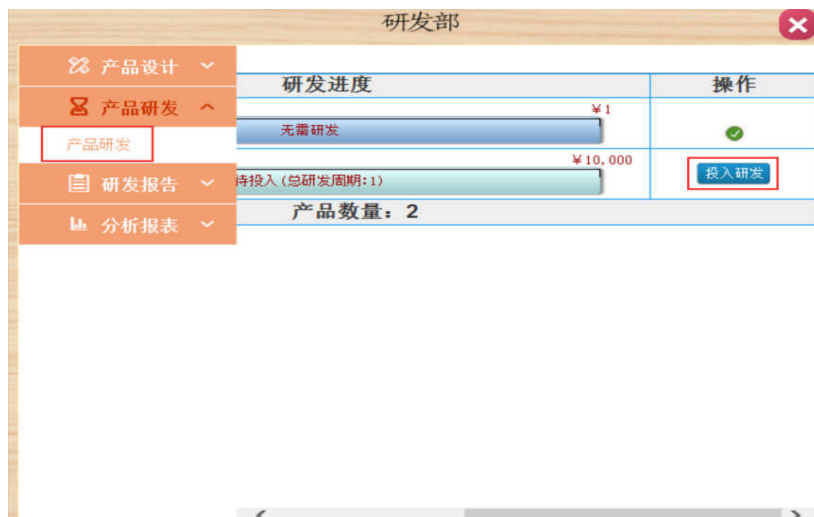 研发部
产品设计
产品研发
产品研发
研发报告
分析报表
研发进度 操作
¥1
无需研发
¥10,000
待投入(总研发周期:1) 投入研发
产品数量: 2